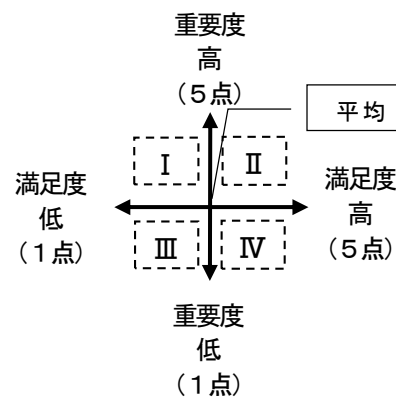 重要度
高
(５点)
平均
Ⅰ
Ⅱ
満足度
低
(１点)
満足度
高
(５点)
Ⅲ
Ⅳ
重要度
低
(１点)